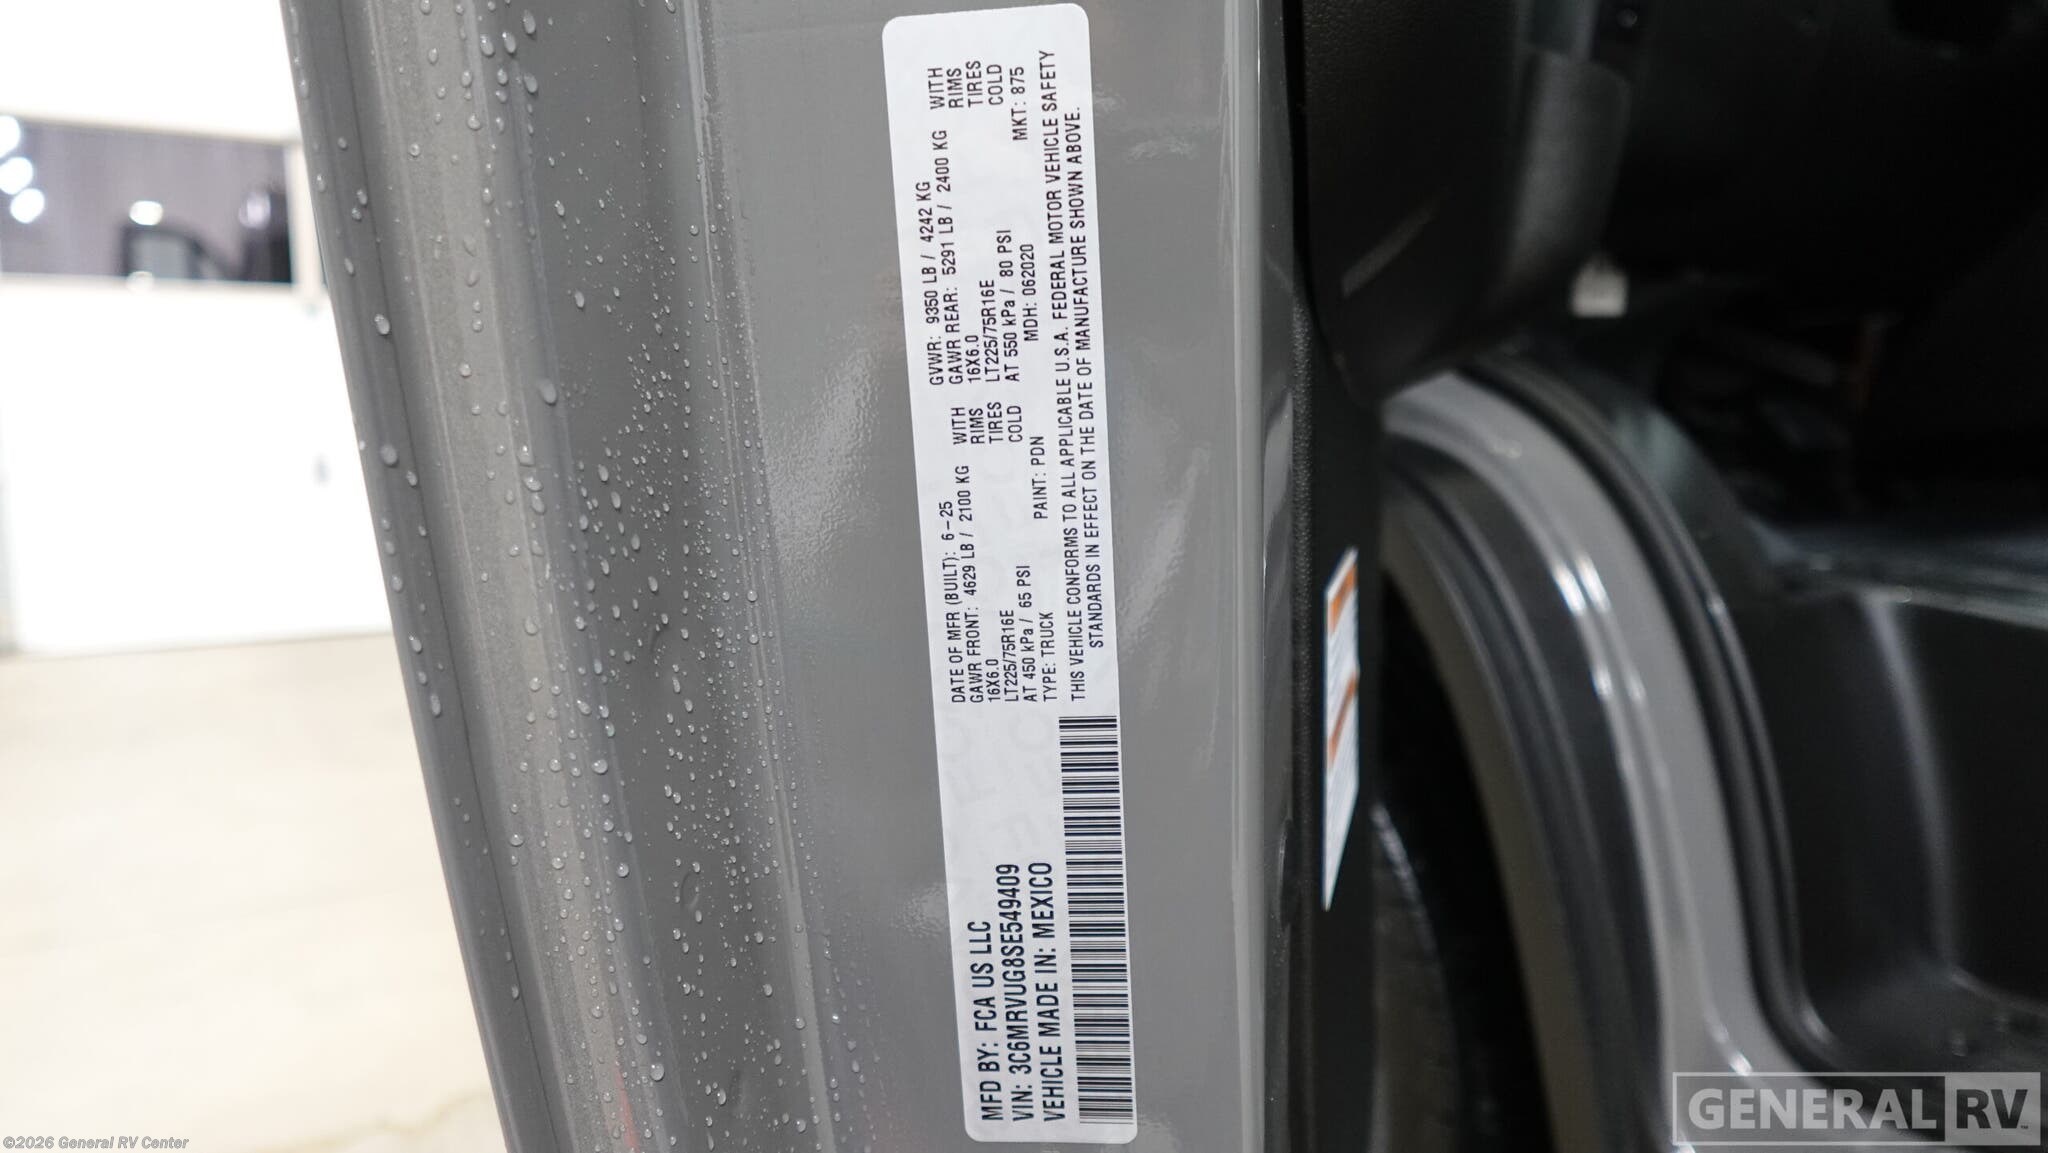 MFD BY: FCA US LLC
VIN: 3C6MRVUG8SE549409
VEHICLE MADE IN: MEXICO
DATE OF MFR (BUILT): 6-25 GVWR: 9350 LB / 4242 KG
GAWR FRONT: 4629 LB / 2100 KG WITH GAWR REAR: 5291 LB / 2400 KG WITH
16X6.0 RIMS 16X6.0 RIMS
LT225/75R16E TIRES LT225/75R16E TIRES
AT 450 kPa / 65 PSI COLD AT 550 kPa / 80 PSI COLD
TYPE: TRUCK PAINT: PDN MDH: 062020 MKT: 875
THIS VEHICLE CONFORMS TO ALL APPLICABLE U.S.A. FEDERAL MOTOR VEHICLE SAFETY
STANDARDS IN EFFECT ON THE DATE OF MANUFACTURE SHOWN ABOVE.
GENERAL RV
©2026 General RV Center